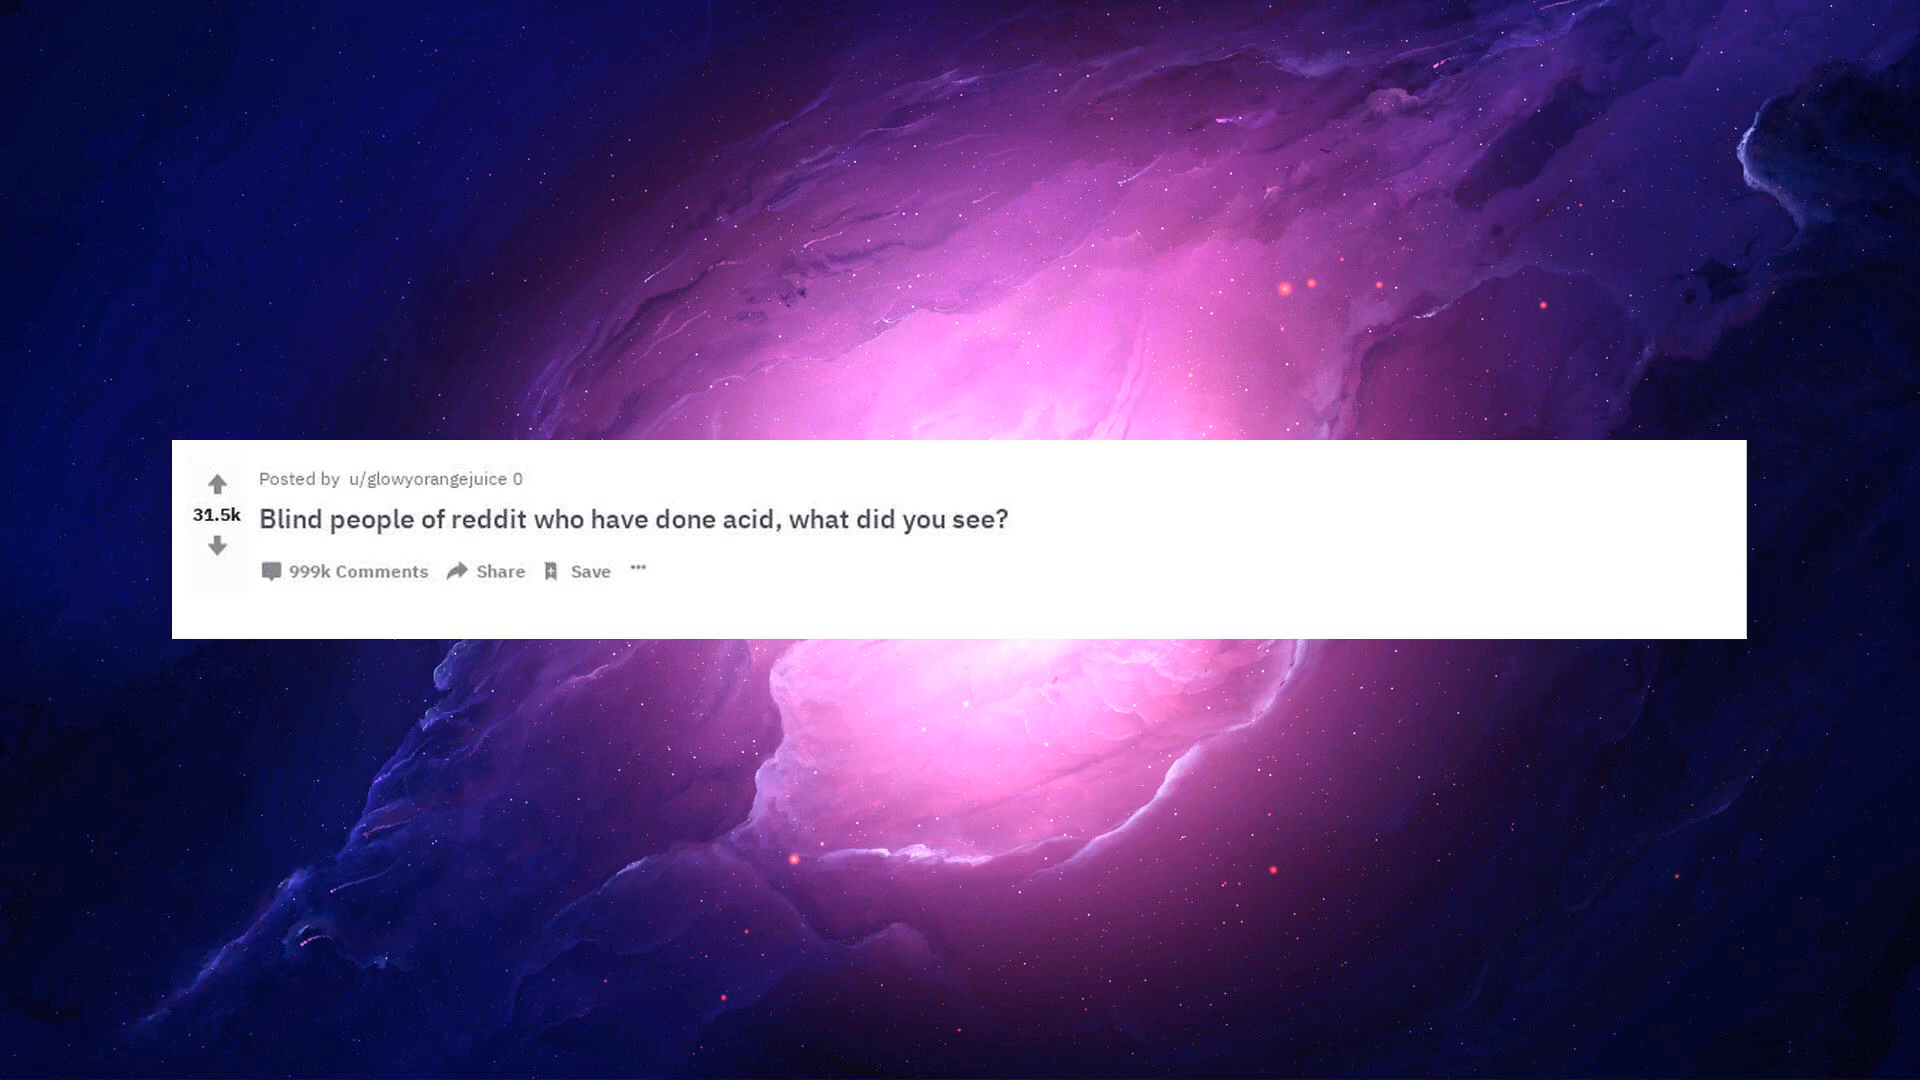 Posted by u/glowyorangejuice 0
31.5k
Blind people of reddit who have done acid, what did you see?
999k Comments Share Save ...